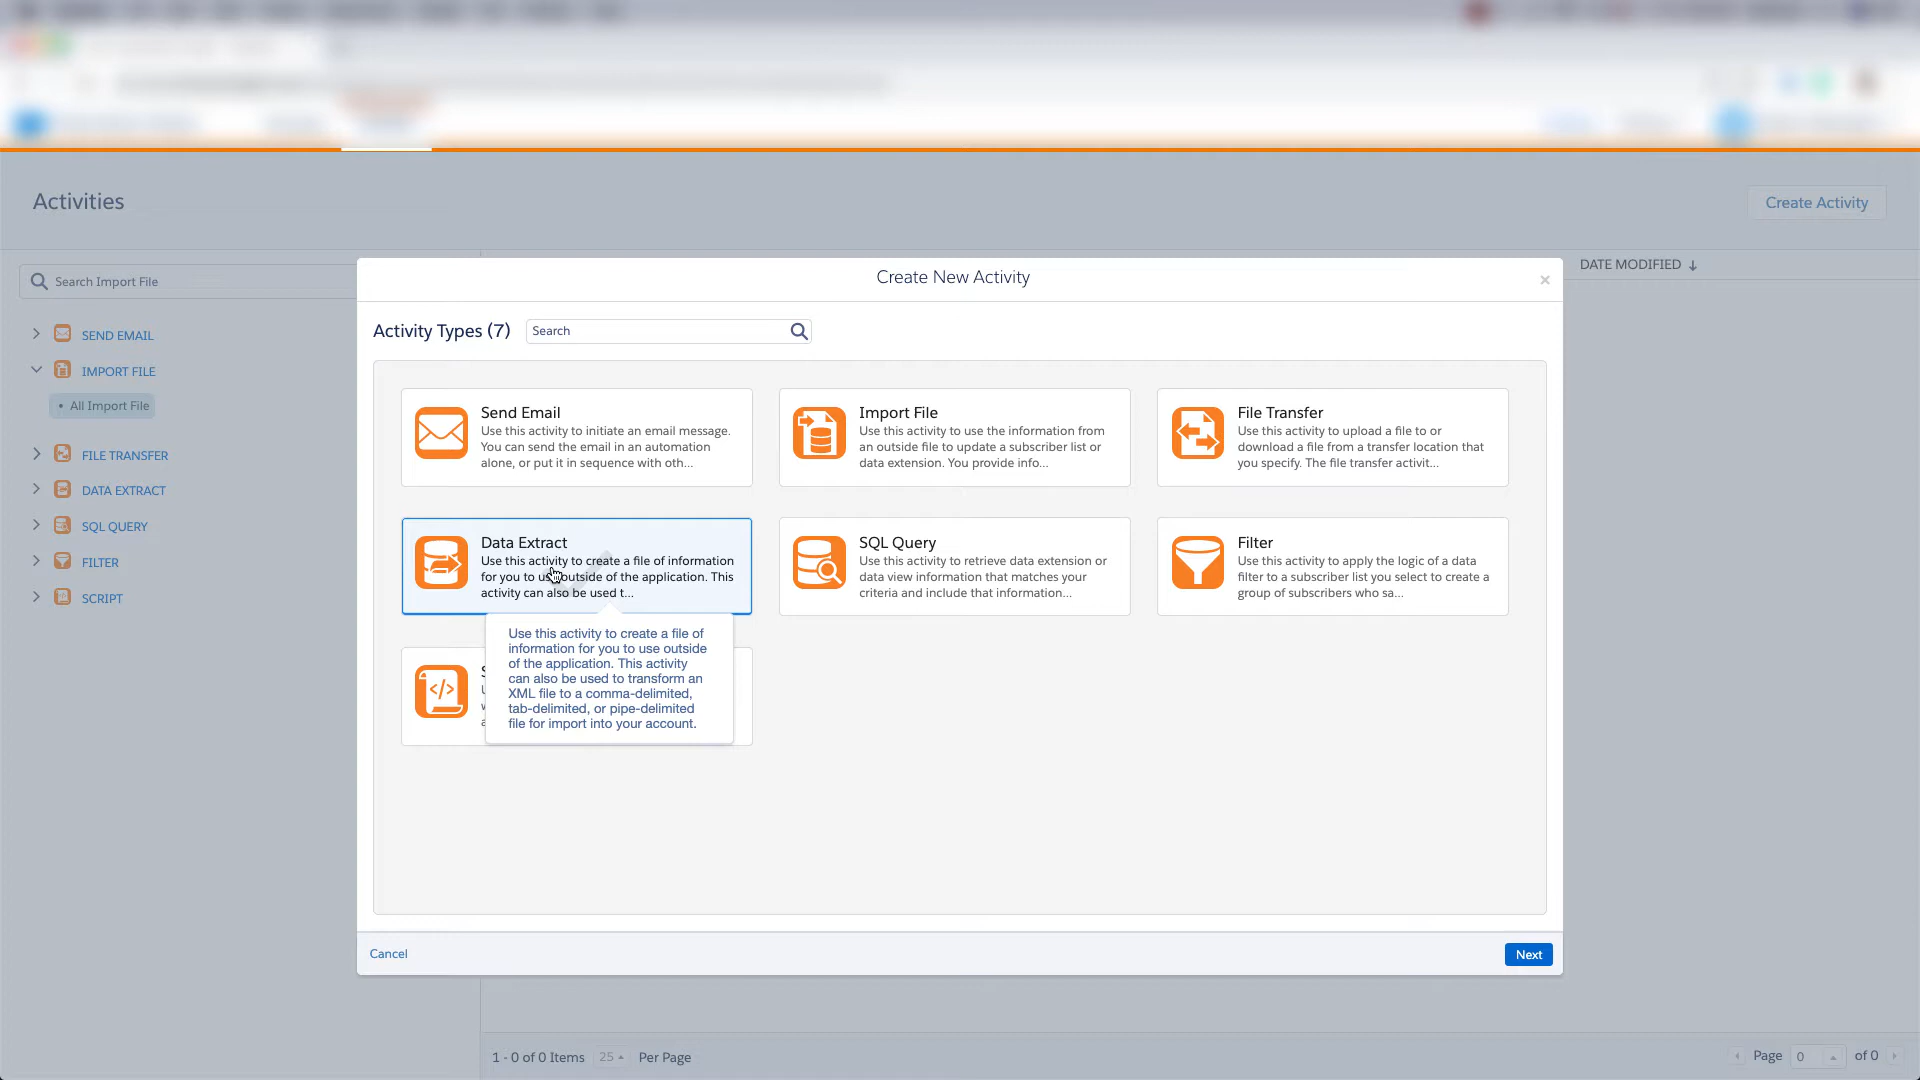 Activities
Create Activity
Search Import File
DATE MODIFIED
SEND EMAIL
IMPORT FILE
• All Import File
FILE TRANSFER
DATA EXTRACT
SQL QUERY
FILTER
SCRIPT
Create New Activity
×
Activity Types (7)
Search
Send Email
Use this activity to initiate an email message.
You can send the email in an automation
alone, or put it in sequence with oth...
Import File
Use this activity to use the information from
an outside file to update a subscriber list or
data extension. You provide info...
File Transfer
Use this activity to upload a file to or
download a file from a transfer location that
you specify. The file transfer activit...
Data Extract
Use this activity to create a file of information
for you to use outside of the application. This
activity can also be used t...
SQL Query
Use this activity to retrieve data extension or
data view information that matches your
criteria and include that information...
Filter
Use this activity to apply the logic of a data
filter to a subscriber list you select to create a
group of subscribers who sa...
Use this activity to create a file of
information for you to use outside
of the application. This activity
can also be used to transform an
XML file to a comma-delimited,
tab-delimited, or pipe-delimited
file for import into your account.
Cancel
Next
1 - 0 of 0 Items 25 Per Page
Page 0 of 0